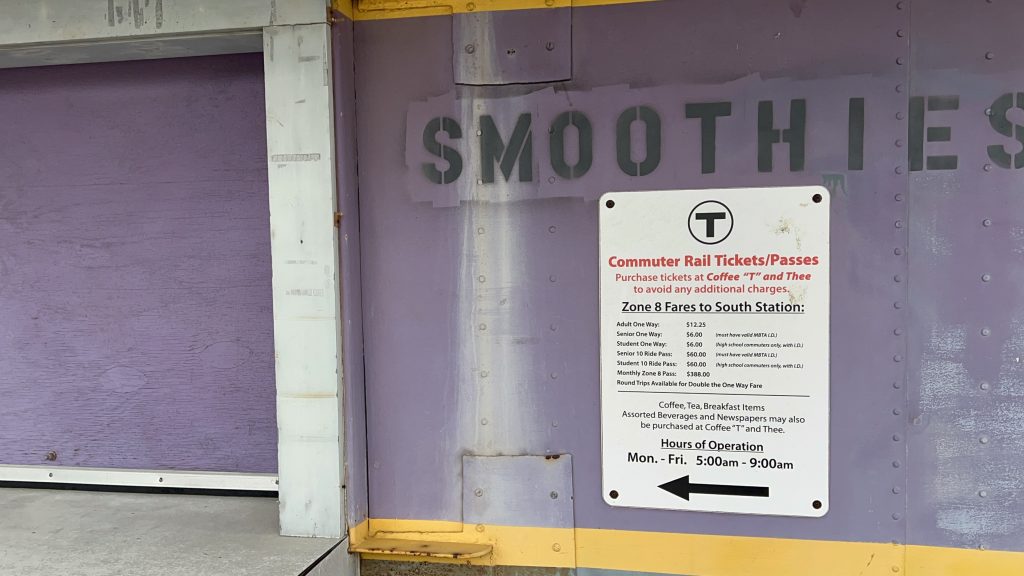 SMOOTHIES
T
Commuter Rail Tickets/Passes
Purchase tickets at Coffee "T" and Thee
to avoid any additional charges.
Zone 8 Fares to South Station:
Adult One Way: $12.25
Senior One Way: $6.00 (must have valid MBTA I.D.)
Student One Way: $6.00 (high school commuters only, with I.D.)
Senior 10 Ride Pass: $60.00 (must have valid MBTA I.D.)
Student 10 Ride Pass: $60.00 (high school commuters only, with I.D.)
Monthly Zone 8 Pass: $388.00
Round Trips Available for Double the One Way Fare
Coffee, Tea, Breakfast Items
Assorted Beverages and Newspapers may also
be purchased at Coffee "T" and Thee.
Hours of Operation
Mon. - Fri. 5:00am - 9:00am